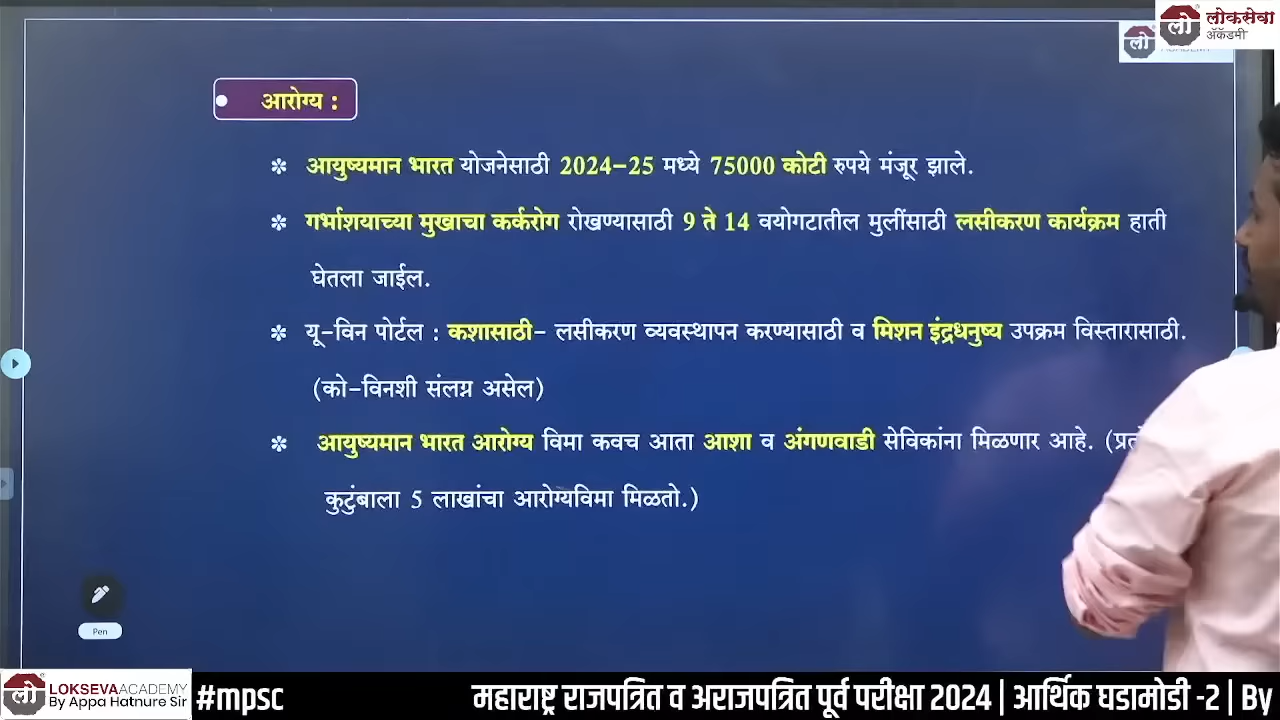 लोकसेवा
अ‍ॅकॅडमी
आरोग्य :
✼ आयुष्यमान भारत योजनेसाठी 2024-25 मध्ये 75000 कोटी रुपये मंजूर झाले.
✼ गर्भाशयाच्या मुखाचा कर्करोग रोखण्यासाठी 9 ते 14 वयोगटातील मुलींसाठी लसीकरण कार्यक्रम हाती
घेतला जाईल.
✼ यू-विन पोर्टल : कशासाठी- लसीकरण व्यवस्थापन करण्यासाठी व मिशन इंद्रधनुष्य उपक्रम विस्तारासाठी.
(को-विनशी संलग्न असेल)
✼ आयुष्यमान भारत आरोग्य विमा कवच आता आशा व अंगणवाडी सेविकांना मिळणार आहे.
कुटुंबाला 5 लाखांचा आरोग्यविमा मिळतो.)
Pen
लो LOKSEVA ACADEMY
By Appa Hatnure Sir
#mpsc महाराष्ट्र राजपत्रित व अराजपत्रित पूर्व परीक्षा 2024 | आर्थिक घडामोडी -2 | By